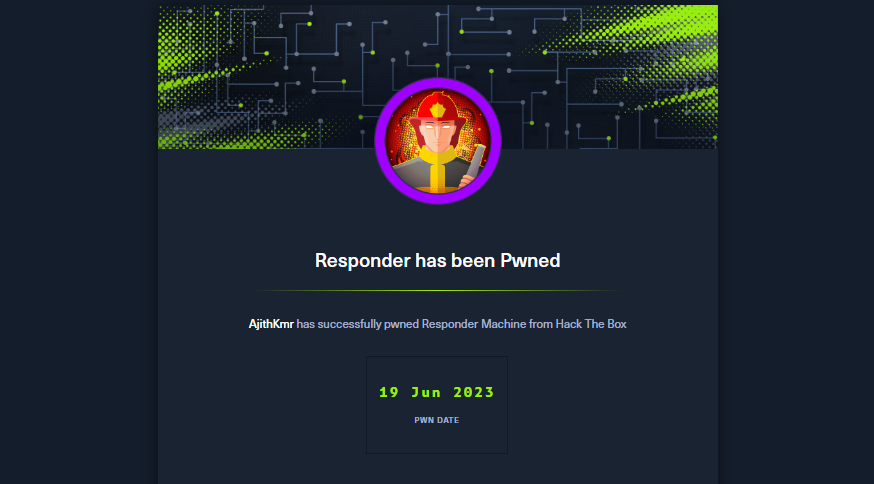 Responder has been Pwned
AjithKmr has successfully pwned Responder Machine from Hack The Box
19 Jun 2023
PWN DATE